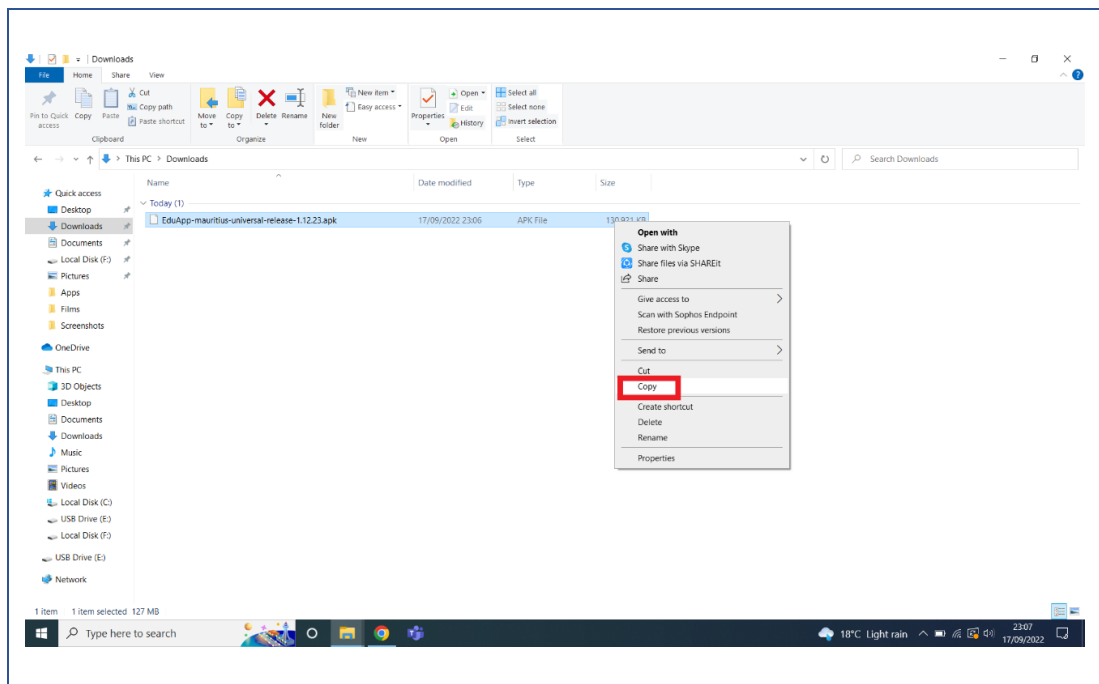 Downloads
File Home Share View
Pin to Quick access
Copy
Paste
Cut
Copy path
Paste shortcut
Move to
Copy to
Delete
Rename
New folder
New item
Easy access
Properties
Open
Edit
History
Select all
Select none
Invert selection
Clipboard Organize New Open Select
This PC > Downloads
Search Downloads
Name Date modified Type Size
Quick access
Desktop
Downloads
Documents
Local Disk (F:)
Pictures
Apps
Films
Screenshots
OneDrive
This PC
3D Objects
Desktop
Documents
Downloads
Music
Pictures
Videos
Local Disk (C:)
USB Drive (E:)
Local Disk (F:)
USB Drive (E:)
Network
Today (1)
EduApp-mauritius-universal-release-1.12.23.apk 17/09/2022 23:06 APK File 130,921 KB
Open with
Share with Skype
Share files via SHAREit
Share
Give access to
Scan with Sophos Endpoint
Restore previous versions
Send to
Cut
Copy
Create shortcut
Delete
Rename
Properties
1 item 1 item selected 127 MB
Type here to search
18°C Light rain
23:07
17/09/2022